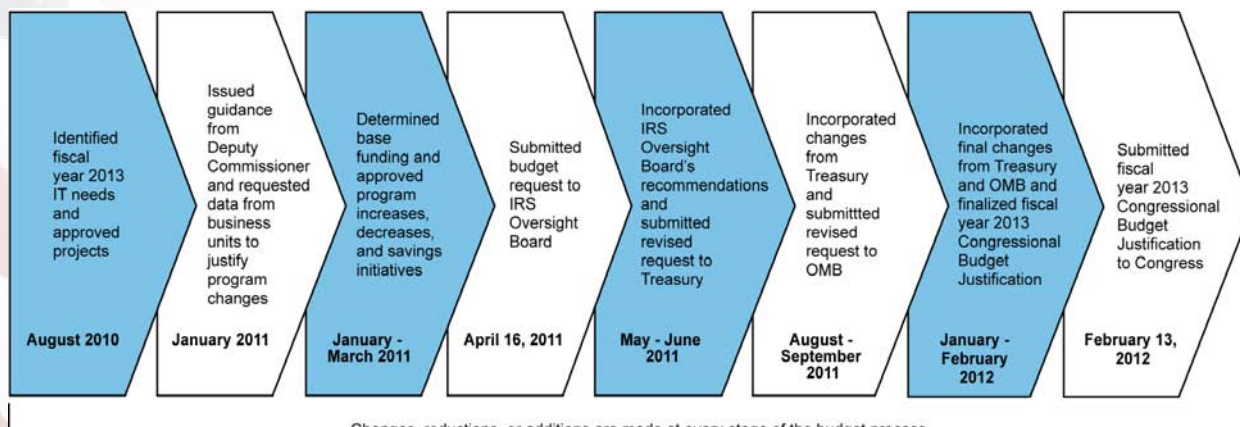 Identified
fiscal
year 2013
IT needs
and
approved
projects
August 2010
Issued
guidance
from
Deputy
Commissioner
and requested
data from
business
units to
justify
program
changes
January 2011
Determined
base
funding and
approved
program
increases,
decreases,
and savings
initiatives
January -
March 2011
Submitted
budget
request to
IRS
Oversight
Board
April 16, 2011
Incorporated
IRS
Oversight
Board's
recommendations
and
submitted
revised
request to
Treasury
May - June
2011
Incorporated
changes
from
Treasury
and
submittted
revised
request to
OMB
August -
September
2011
Incorporated
final changes
from Treasury
and OMB and
finalized fiscal
year 2013
Congressional
Budget
Justification
January -
February
2012
Submitted
fiscal
year 2013
Congressional
Budget
Justification
to Congress
February 13,
2012
Changes, reductions, or additions are made at every stage of the budget process